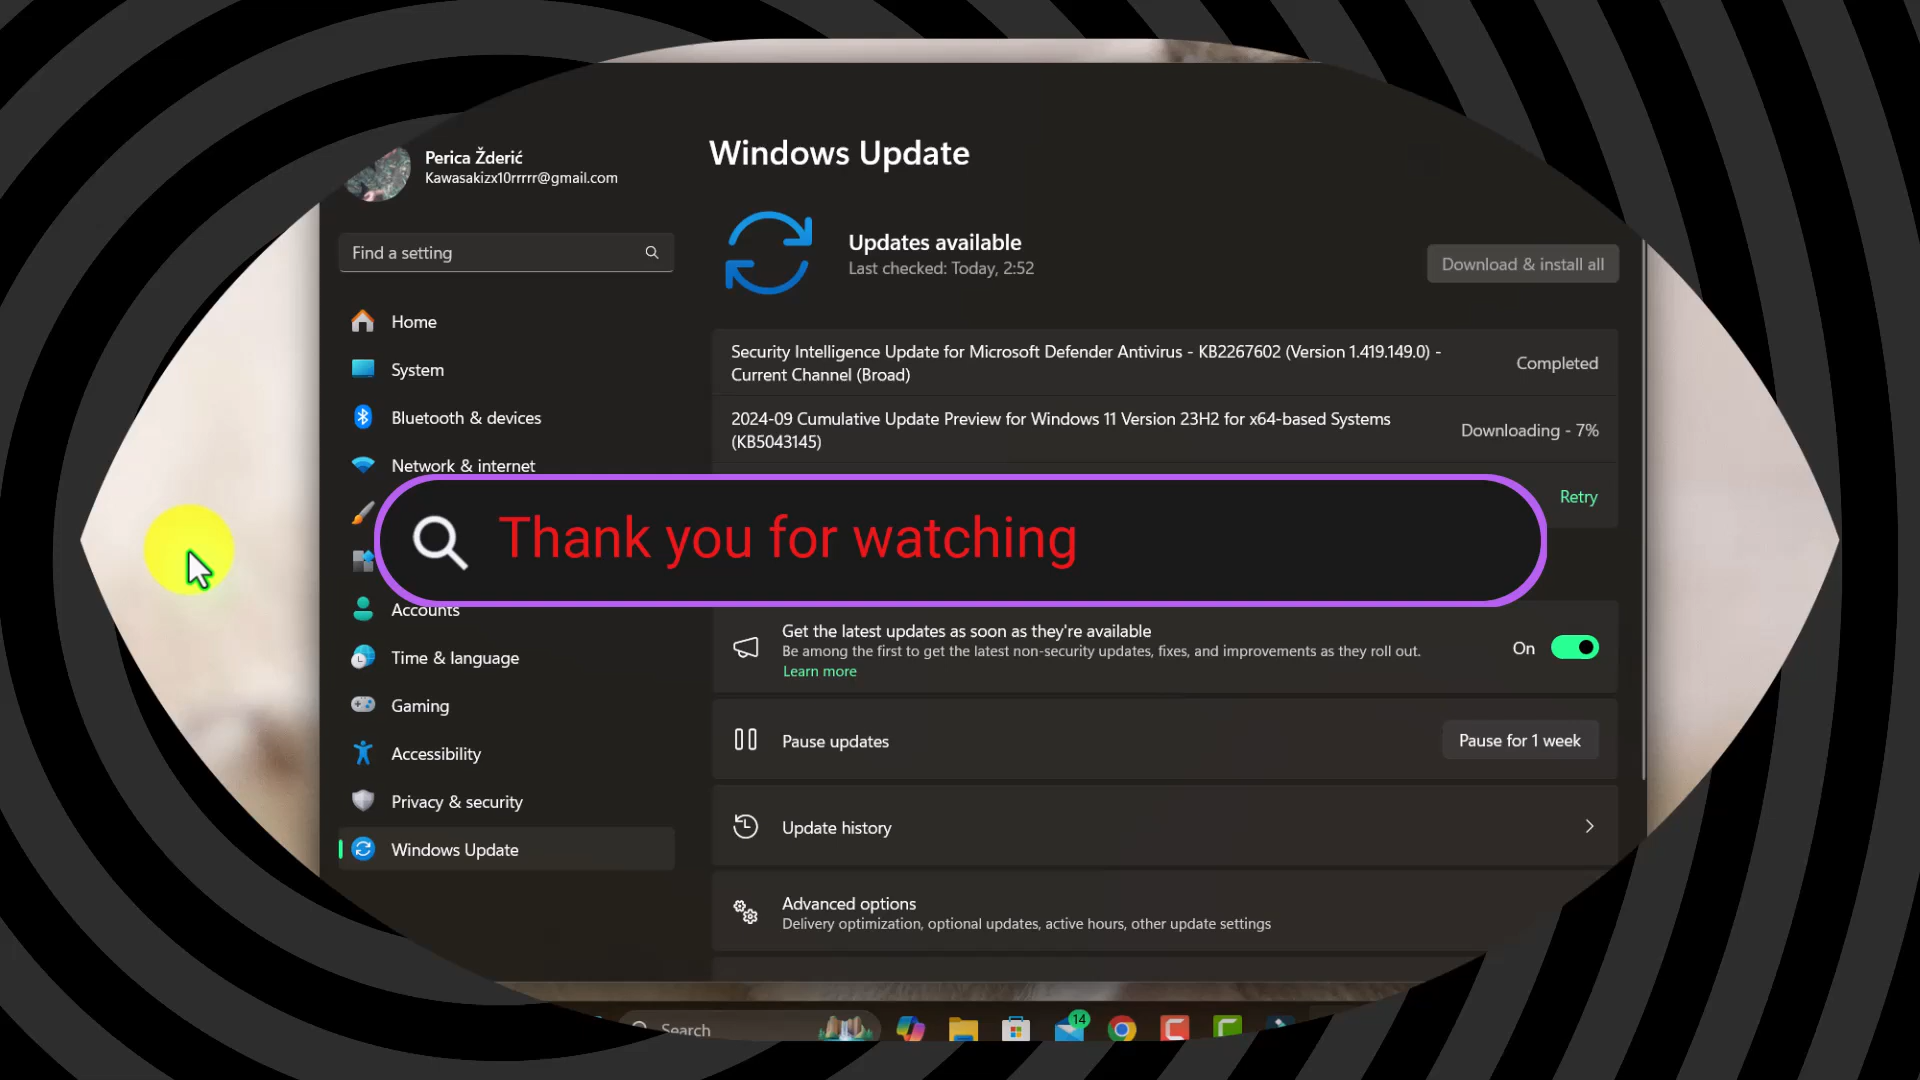 Perica Žderić
Kawasakizx10rrrrr@gmail.com
Find a setting
Home
System
Bluetooth & devices
Network & internet
Accounts
Time & language
Gaming
Accessibility
Privacy & security
Windows Update
Windows Update
Updates available
Last checked: Today, 2:52
Download & install all
Security Intelligence Update for Microsoft Defender Antivirus - KB2267602 (Version 1.419.149.0) -
Current Channel (Broad)
Completed
2024-09 Cumulative Update Preview for Windows 11 Version 23H2 for x64-based Systems
(KB5043145)
Downloading - 7%
Retry
Thank you for watching
Get the latest updates as soon as they're available
Be among the first to get the latest non-security updates, fixes, and improvements as they roll out.
Learn more
On
Pause updates
Pause for 1 week
Update history
Advanced options
Delivery optimization, optional updates, active hours, other update settings
Search
14